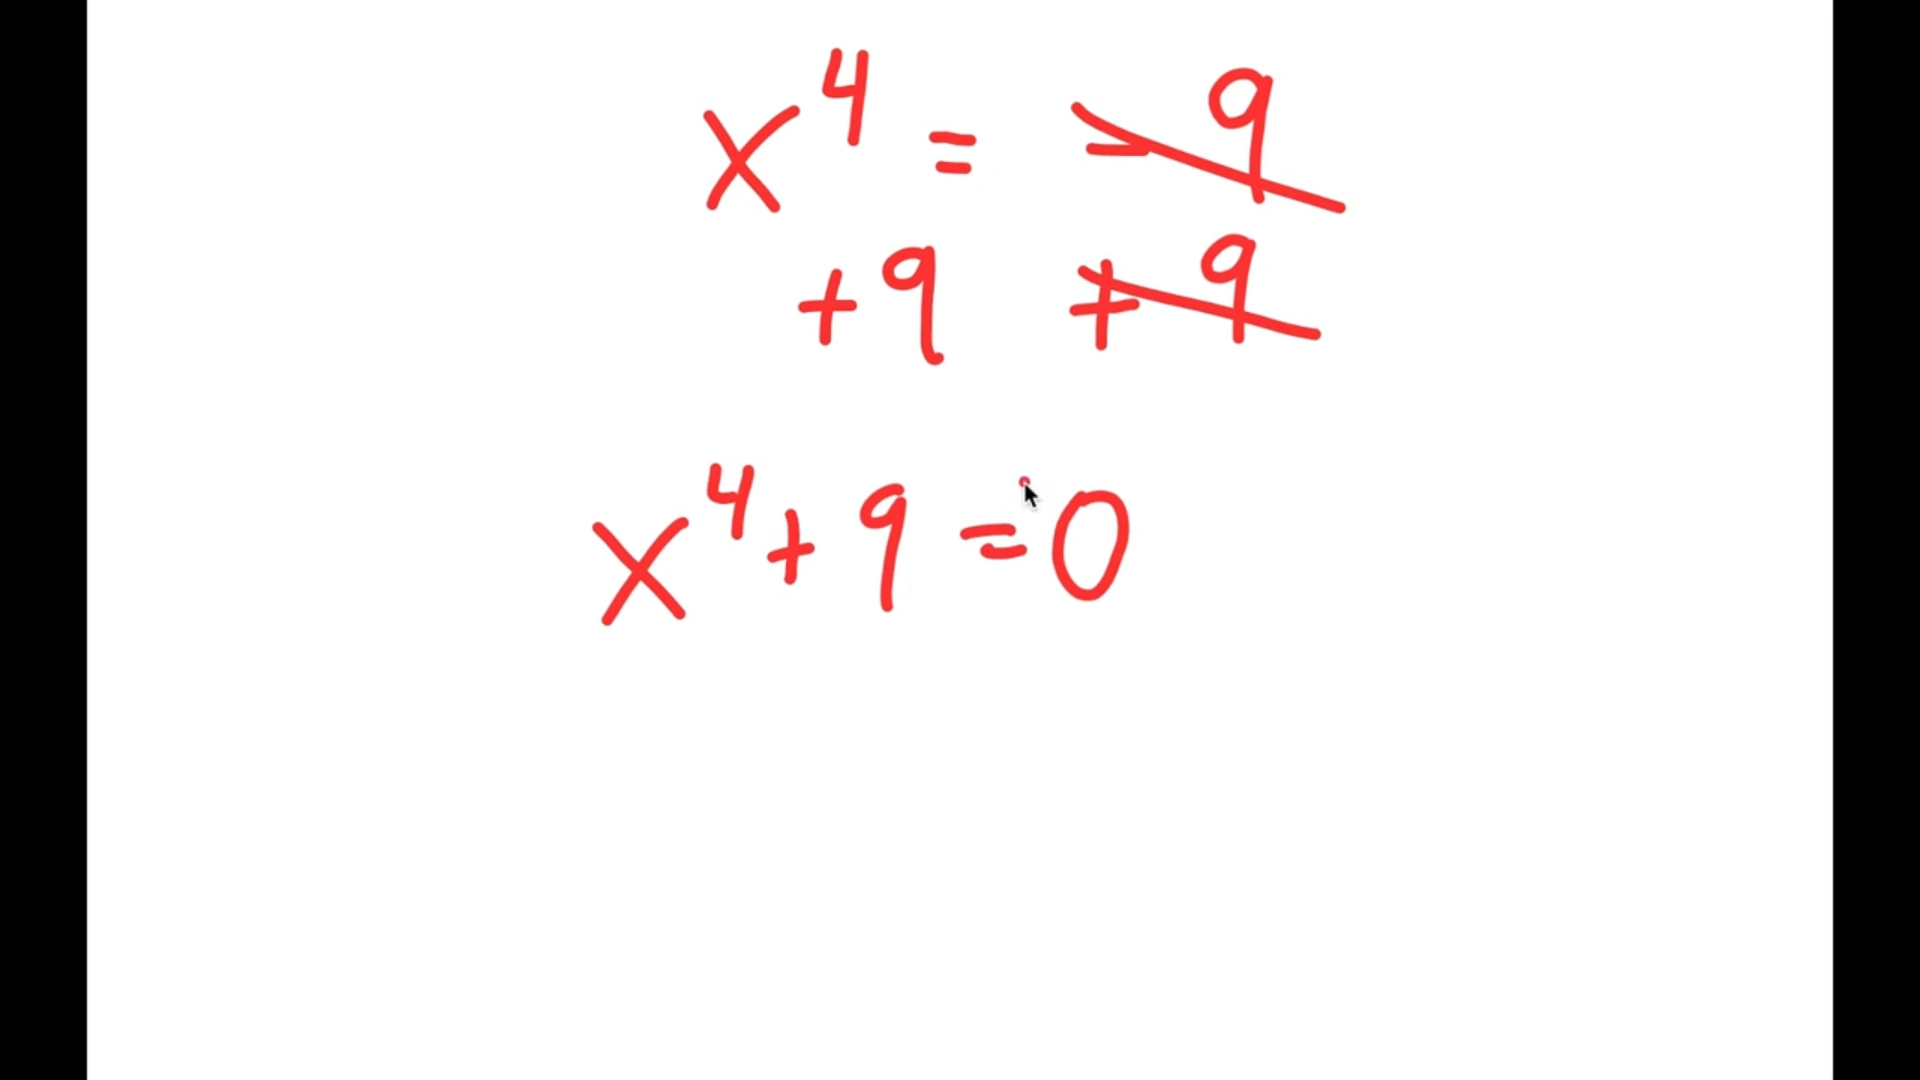 x⁴ = -9
+9 +9
x⁴+9=0